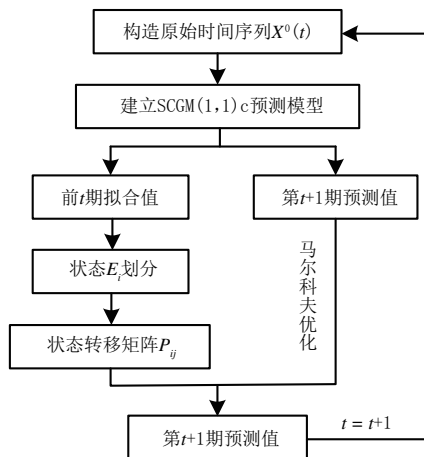 构造原始时间序列X⁰(t)
建立SCGM(1,1)c预测模型
前t期拟合值
第t+1期预测值
状态Eᵢ划分
马尔科夫优化
状态转移矩阵Pᵢⱼ
第t+1期预测值
t = t+1